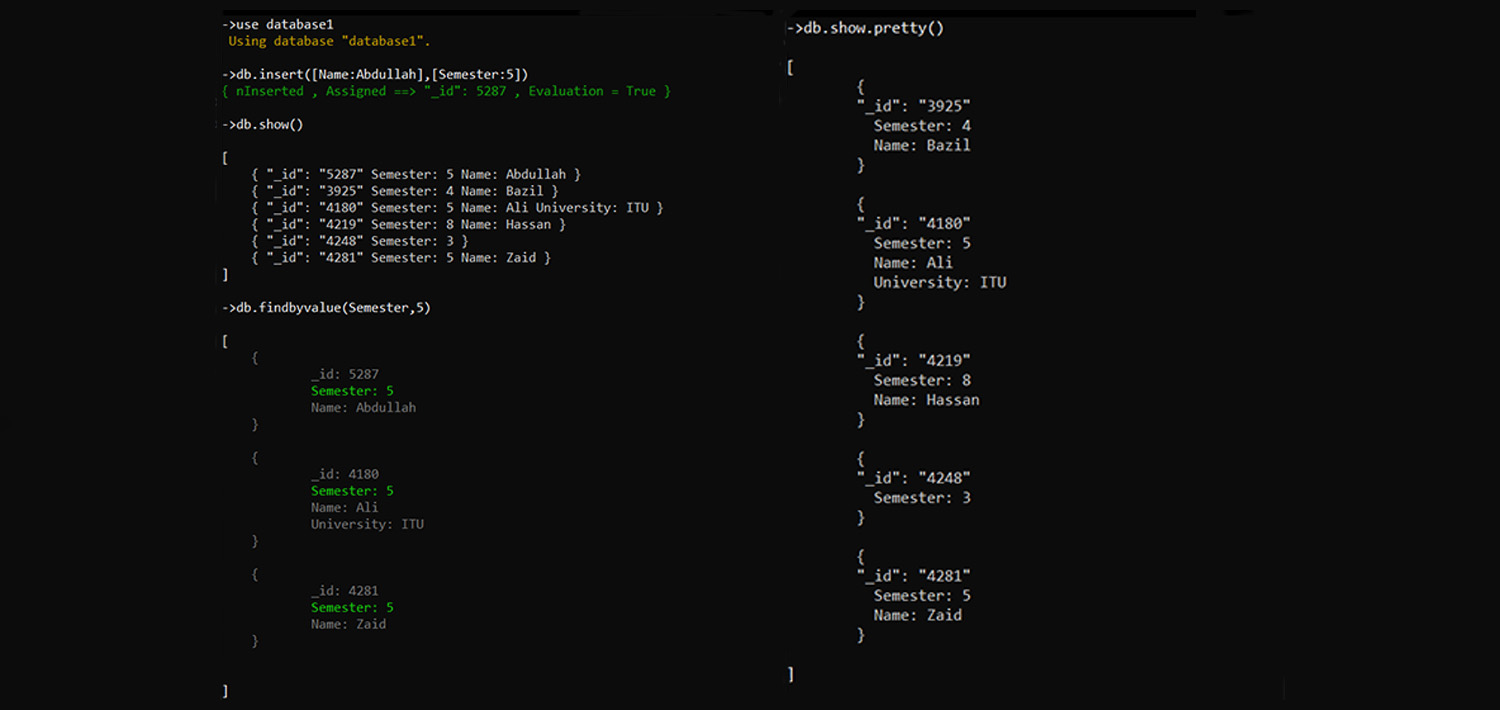 ->use database1
Using database "database1".
->db.insert([Name:Abdullah],[Semester:5])
{ nInserted , Assigned ==> "_id": 5287 , Evaluation = True }
->db.show()
[
{ "_id": "5287" Semester: 5 Name: Abdullah }
{ "_id": "3925" Semester: 4 Name: Bazil }
{ "_id": "4180" Semester: 5 Name: Ali University: ITU }
{ "_id": "4219" Semester: 8 Name: Hassan }
{ "_id": "4248" Semester: 3 }
{ "_id": "4281" Semester: 5 Name: Zaid }
]
->db.findbyvalue(Semester,5)
[
{
_id: 5287
Semester: 5
Name: Abdullah
}
{
_id: 4180
Semester: 5
Name: Ali
University: ITU
}
{
_id: 4281
Semester: 5
Name: Zaid
}
]
->db.show.pretty()
[
{
"_id": "3925"
Semester: 4
Name: Bazil
}
{
"_id": "4180"
Semester: 5
Name: Ali
University: ITU
}
{
"_id": "4219"
Semester: 8
Name: Hassan
}
{
"_id": "4248"
Semester: 3
}
{
"_id": "4281"
Semester: 5
Name: Zaid
}
]